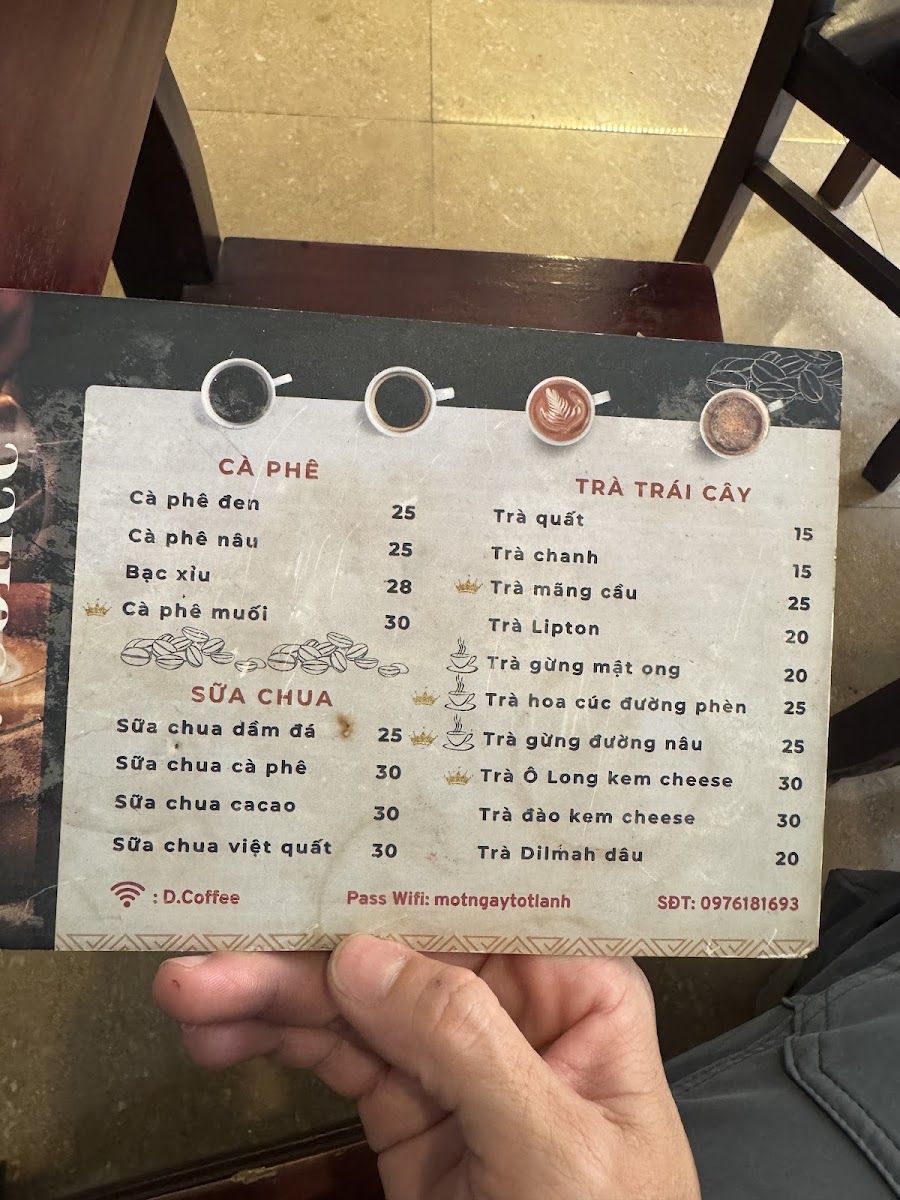 CÀ PHÊ
Cà phê đen 25
Cà phê nâu 25
Bạc xỉu 28
Cà phê muối 30
SỮA CHUA
Sữa chua dầm đá 25
Sữa chua cà phê 30
Sữa chua cacao 30
Sữa chua việt quất 30
TRÀ TRÁI CÂY
Trà quất 15
Trà chanh 15
Trà mãng cầu 25
Trà Lipton 20
Trà gừng mật ong 20
Trà hoa cúc đường phèn 25
Trà gừng đường nâu 25
Trà Ô Long kem cheese 30
Trà đào kem cheese 30
Trà Dilmah dâu 20
: D.Coffee Pass Wifi: motngaytotlanh SĐT: 0976181693